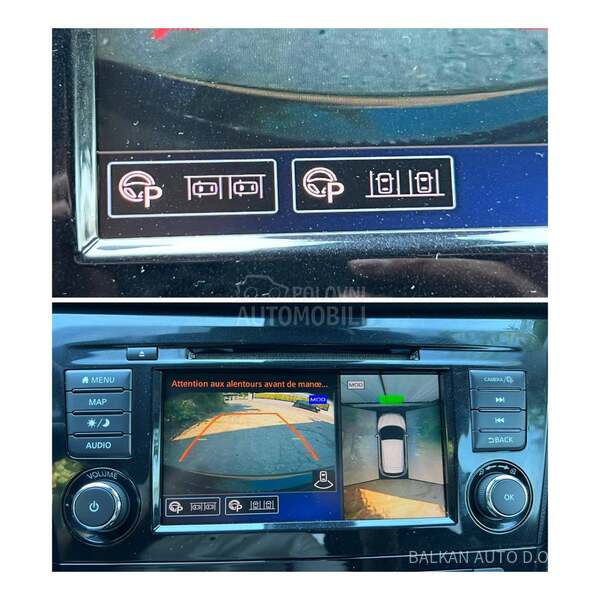 P
P
POLOVNI
AUTOMOBILI
MENU
MAP
AUDIO
VOLUME
Attention aux alentours avant de manœ...
MOD
MOD
P
P
CAMERA/
BACK
OK
BALKAN AUTO D.O